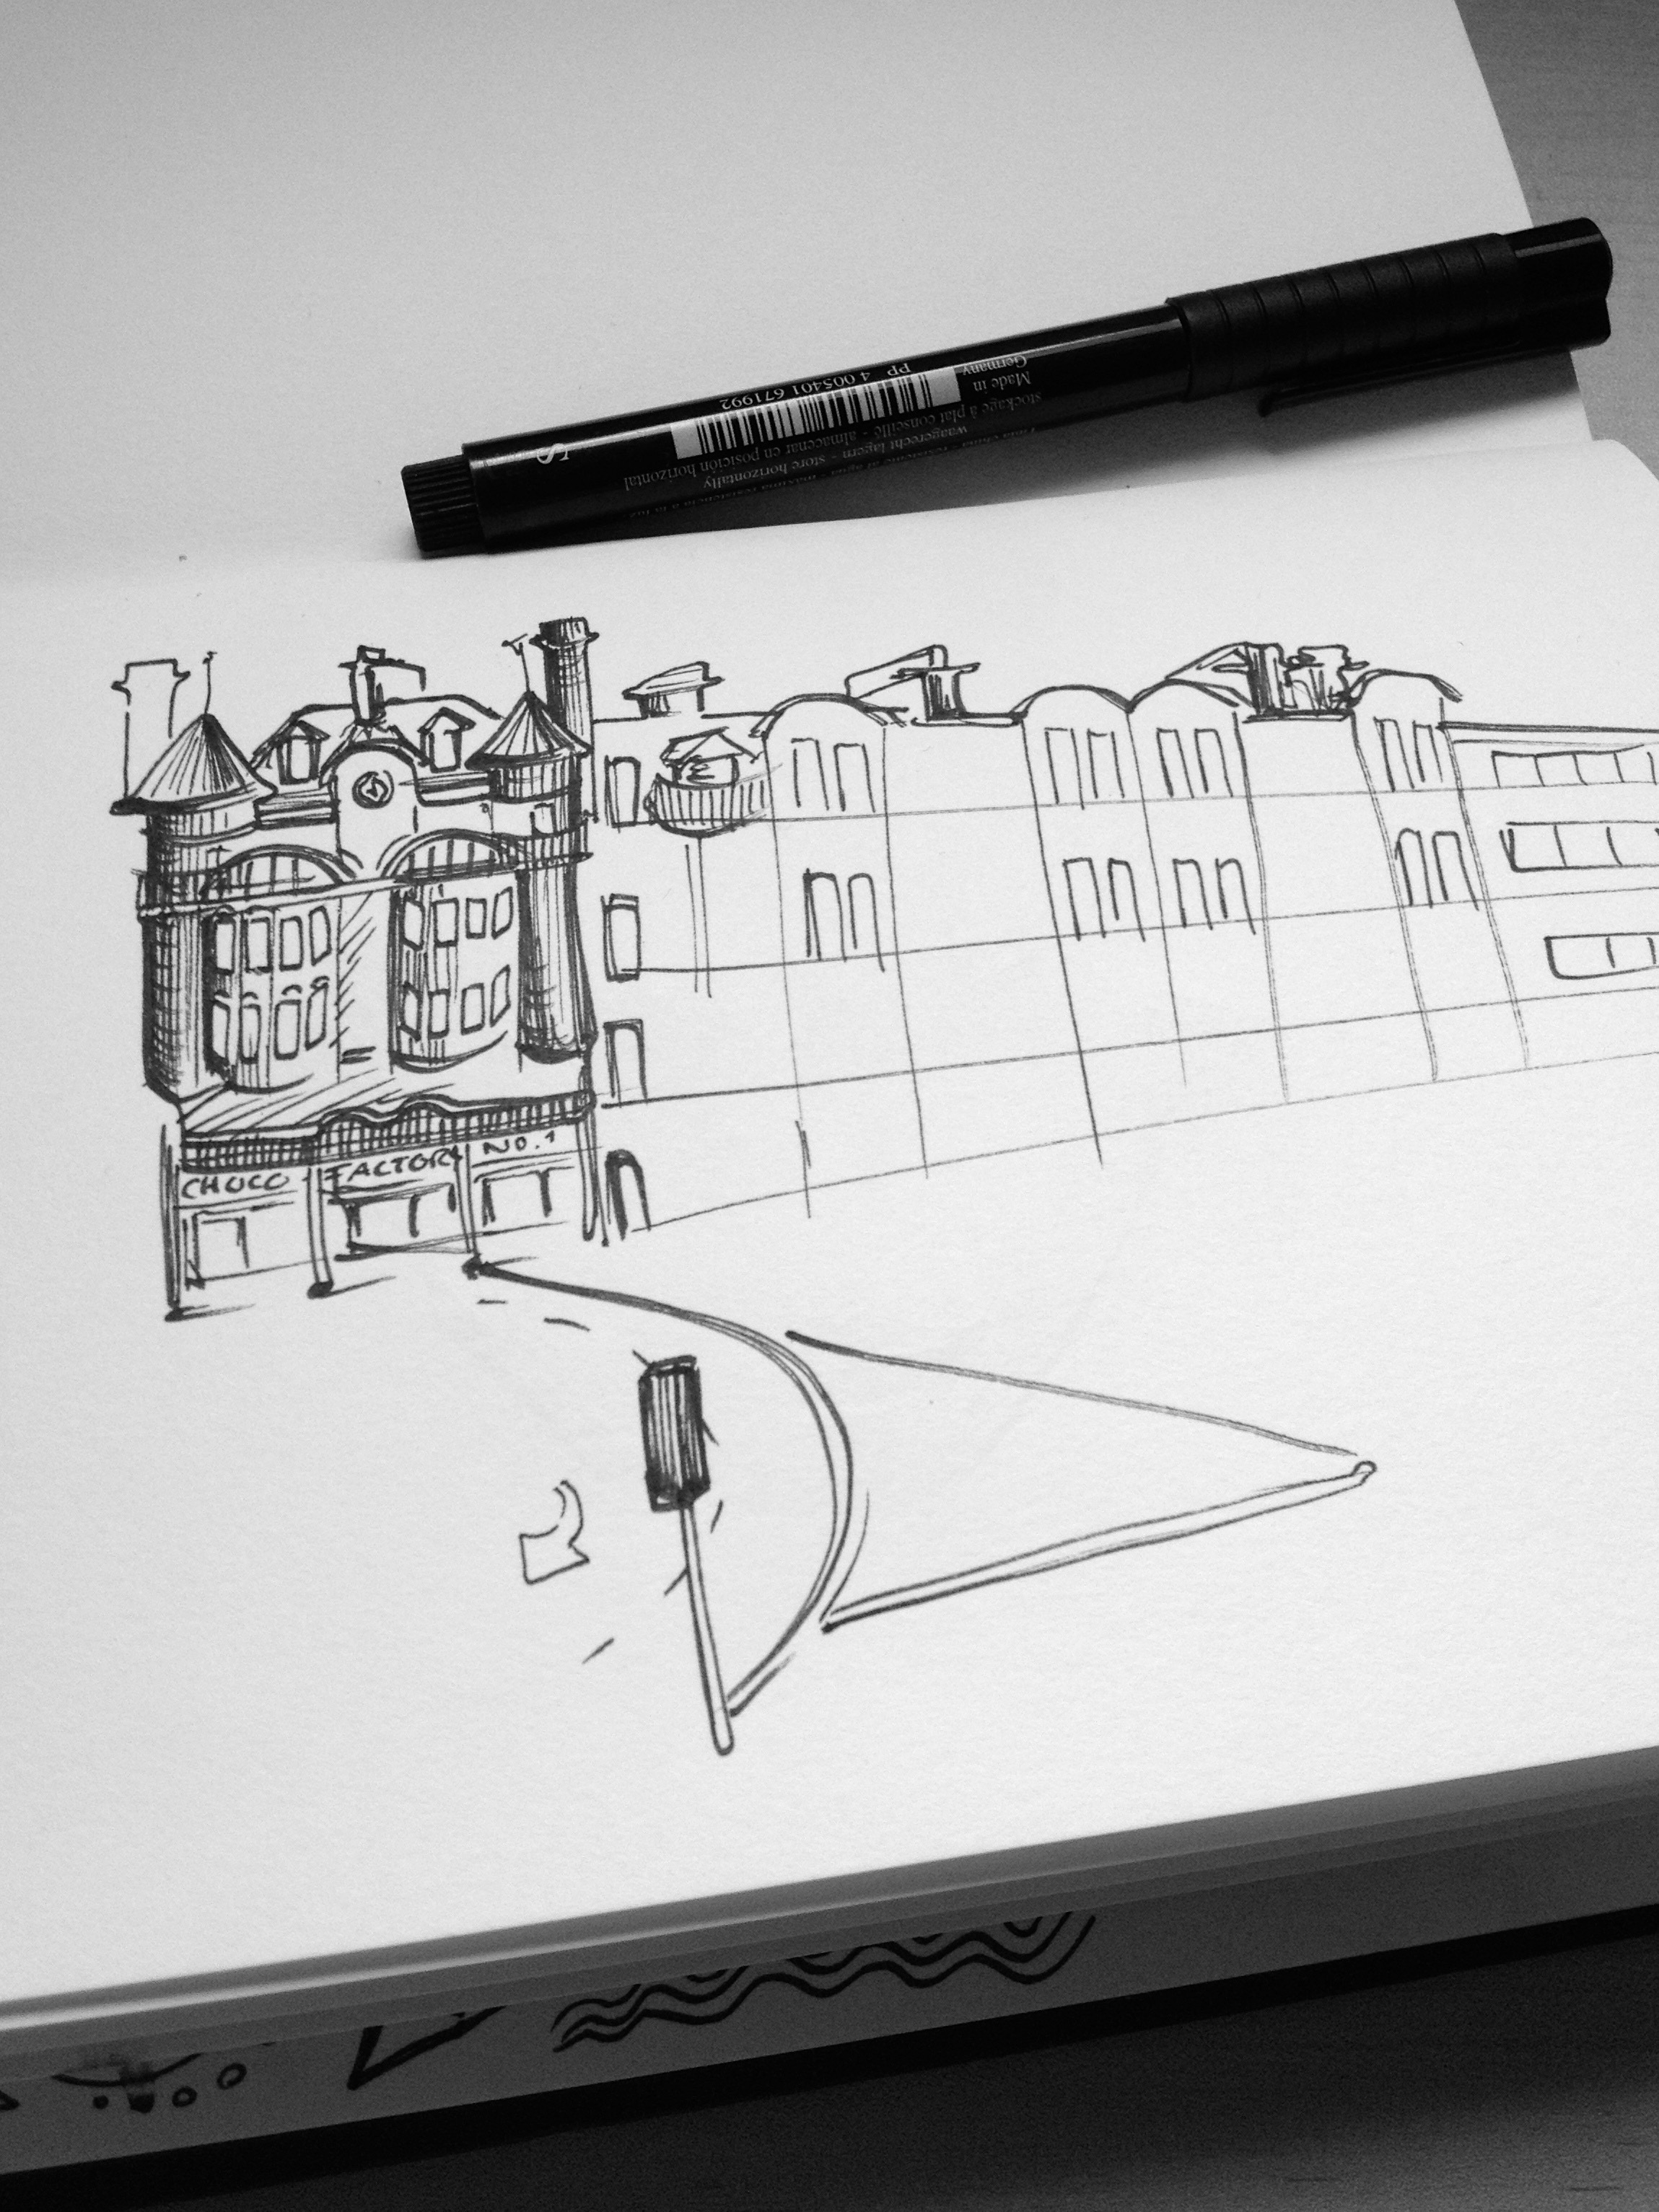 S
PP 4 005401 671992
Made in
Germany
stockage à plat conseillé - almacenar en posición horizontal
waagerecht lagern - store horizontally
CHOCO FACTORY NO.1